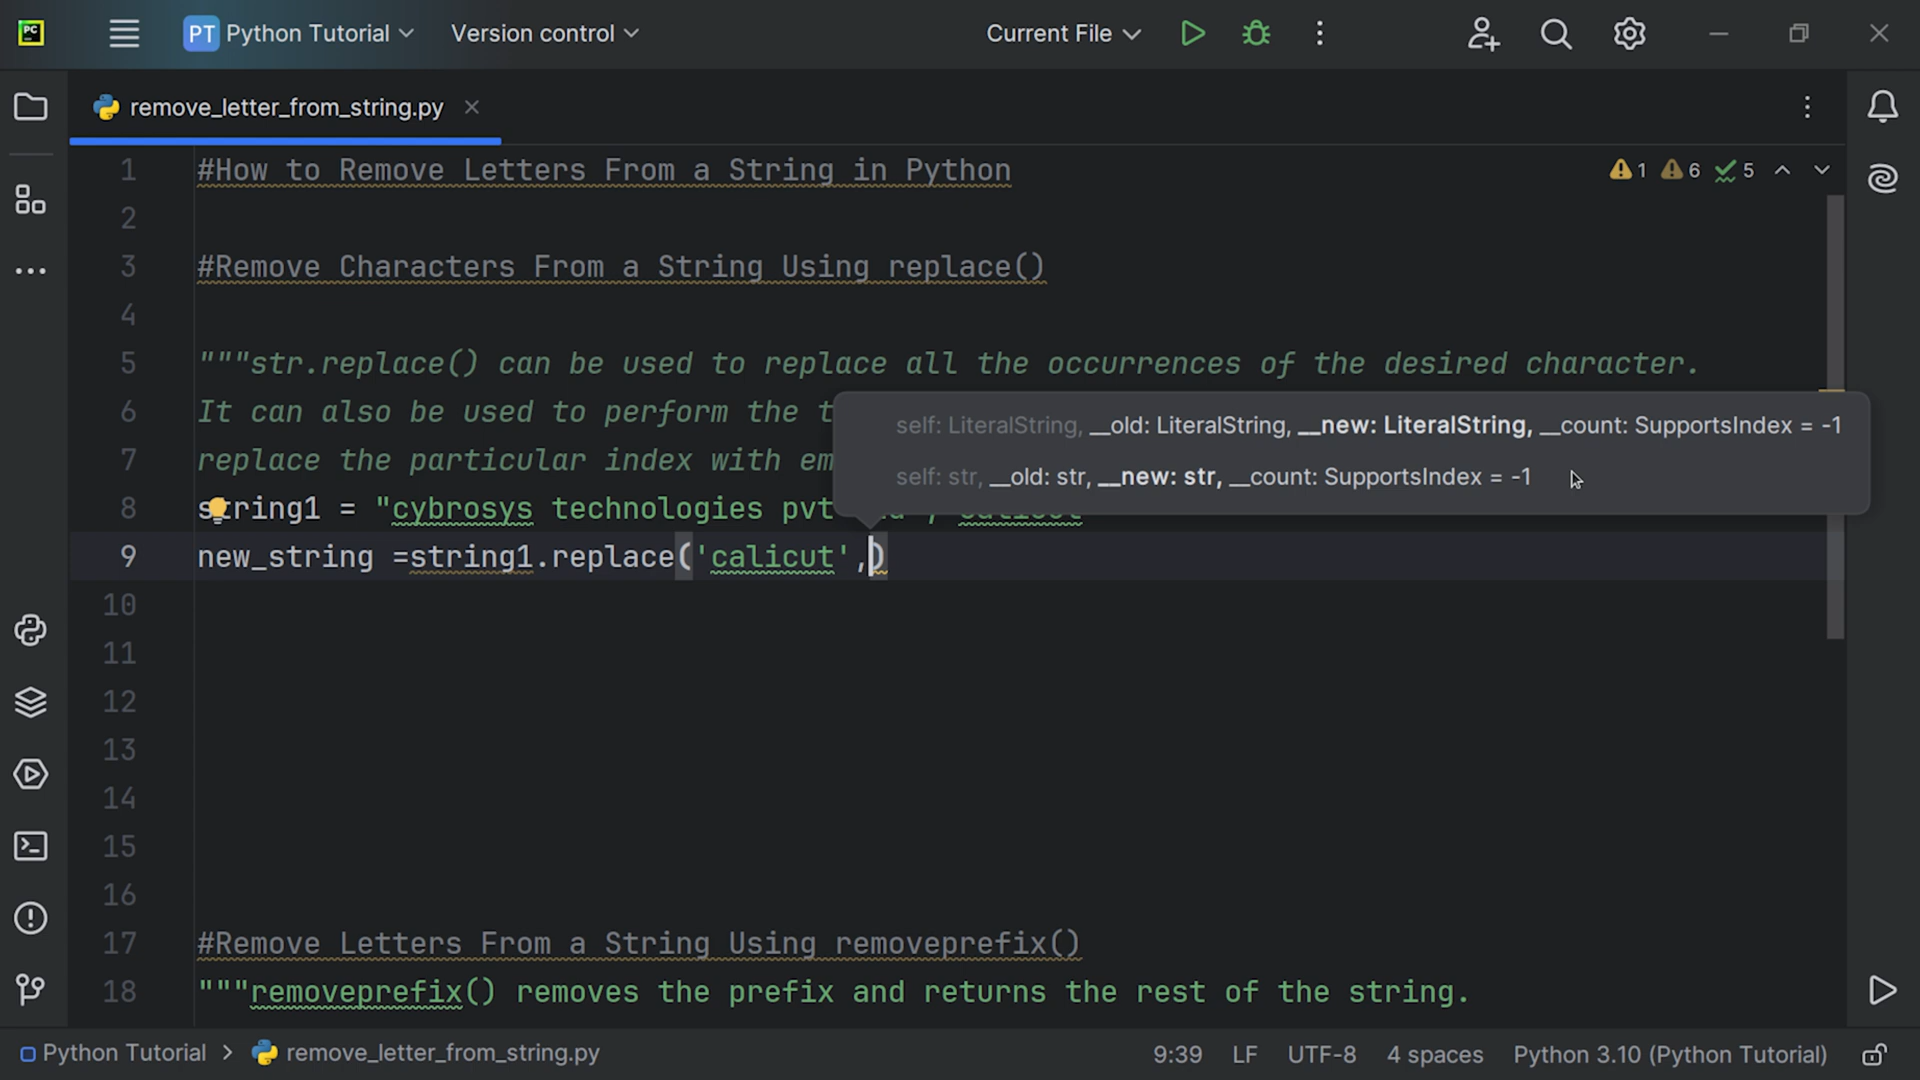 PC
PT Python Tutorial Version control Current File
remove_letter_from_string.py
1 #How to Remove Letters From a String in Python
1 6 5
2
3 #Remove Characters From a String Using replace()
4
5 """str.replace() can be used to replace all the occurrences of the desired character.
6 It can also be used to perform the t
self: LiteralString, __old: LiteralString, __new: LiteralString, __count: SupportsIndex = -1
7 replace the particular index with em
self: str, __old: str, __new: str, __count: SupportsIndex = -1
8 string1 = "cybrosys technologies pvt
9 new_string =string1.replace('calicut',)
10
11
12
13
14
15
16
17 #Remove Letters From a String Using removeprefix()
18 """removeprefix() removes the prefix and returns the rest of the string.
Python Tutorial > remove_letter_from_string.py 9:39 LF UTF-8 4 spaces Python 3.10 (Python Tutorial)